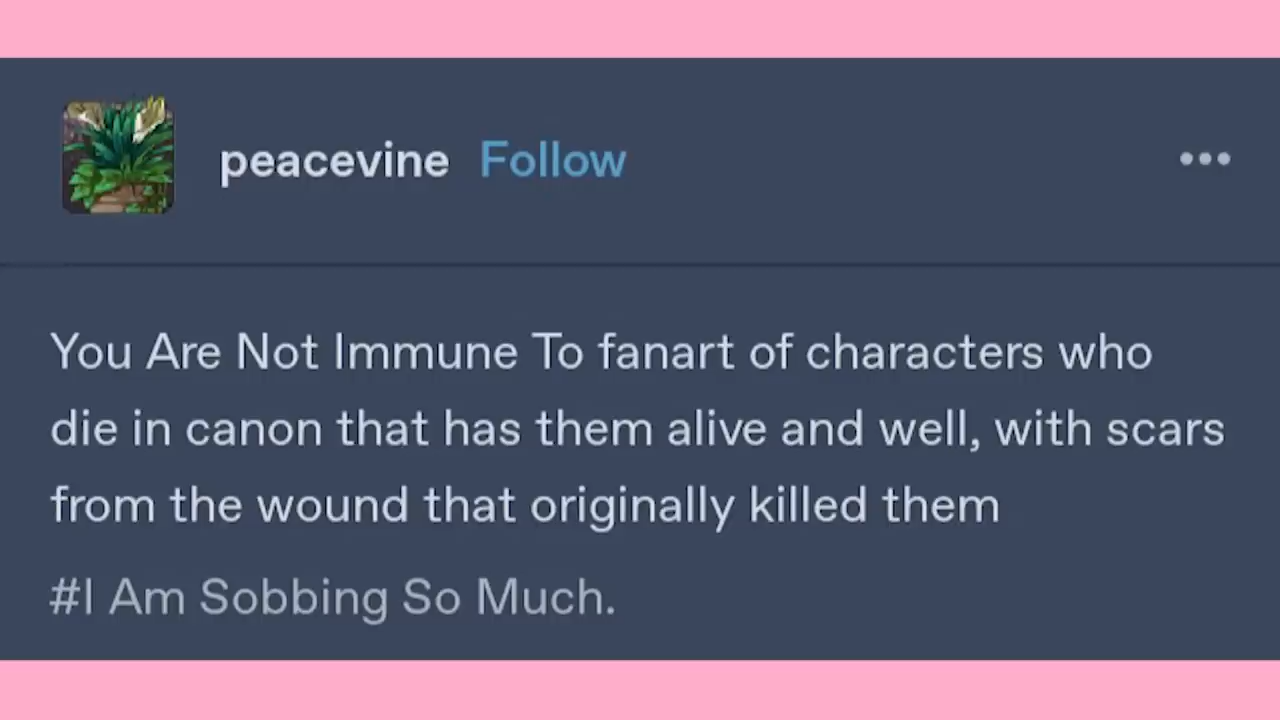 peacevine Follow
You Are Not Immune To fanart of characters who
die in canon that has them alive and well, with scars
from the wound that originally killed them
#I Am Sobbing So Much.